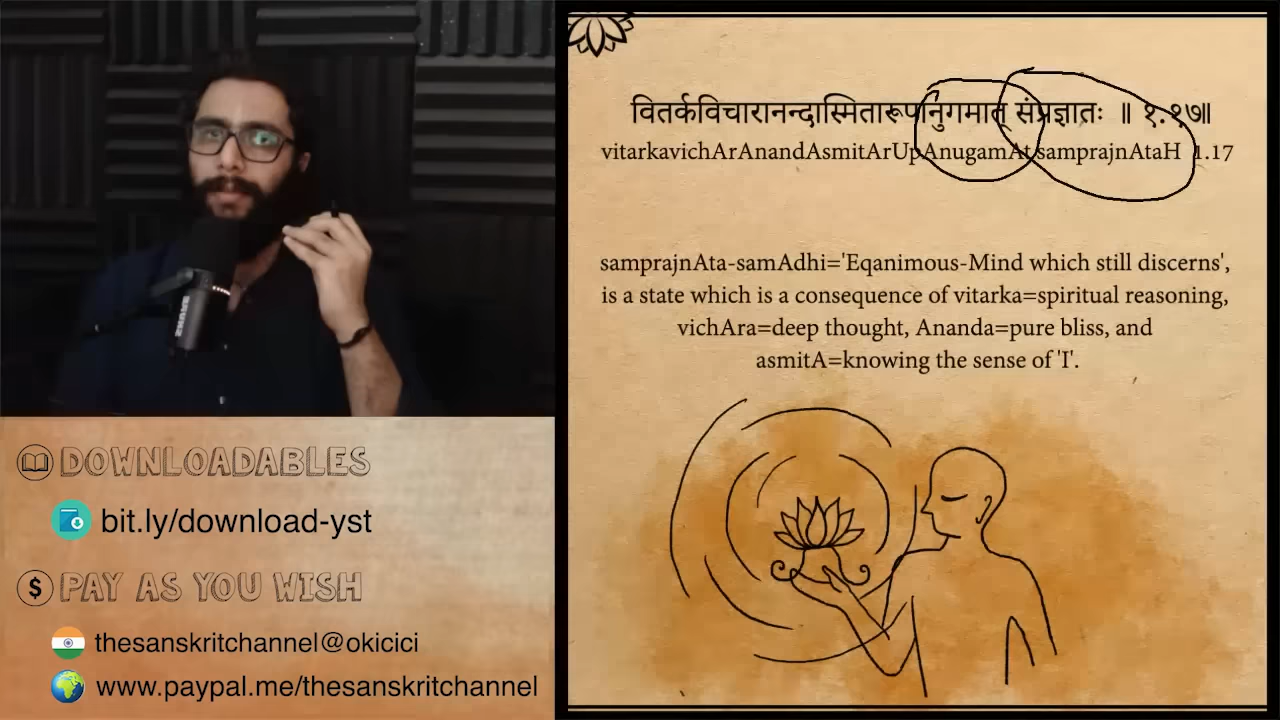 वितर्कविचारानन्दास्मितारूपानुगमात् संप्रज्ञातः ॥ १.१७॥
vitarkavichArAnandAsmitArUpAnugamAt samprajnAtaH 1.17
samprajnAta-samAdhi='Eqanimous-Mind which still discerns',
is a state which is a consequence of vitarka=spiritual reasoning,
vichAra=deep thought, Ananda=pure bliss, and
asmitA=knowing the sense of 'I'.
DOWNLOADABLES
bit.ly/download-yst
$ PAY AS YOU WISH
thesanskritchannel@okicici
www.paypal.me/thesanskritchannel